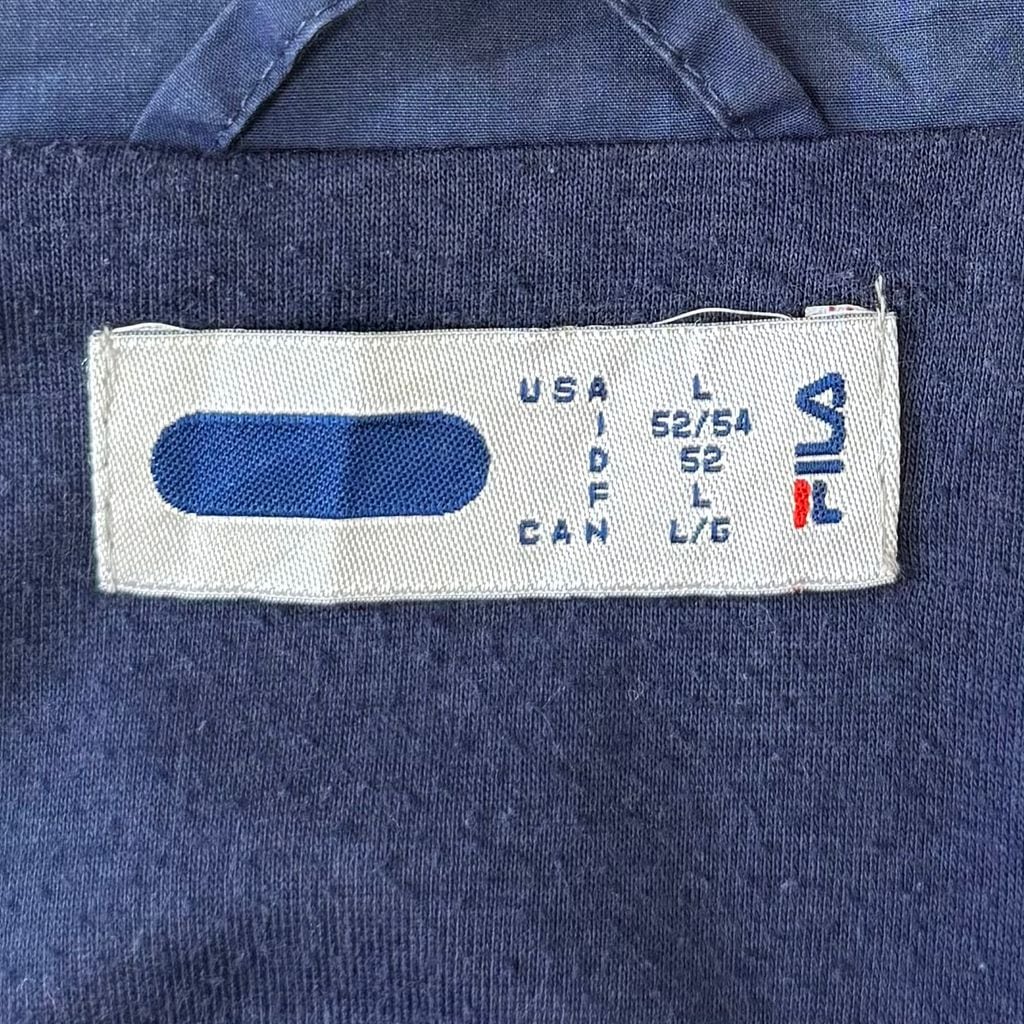 USA L
I 52/54
D 52
F L
CAN L/G
FILA